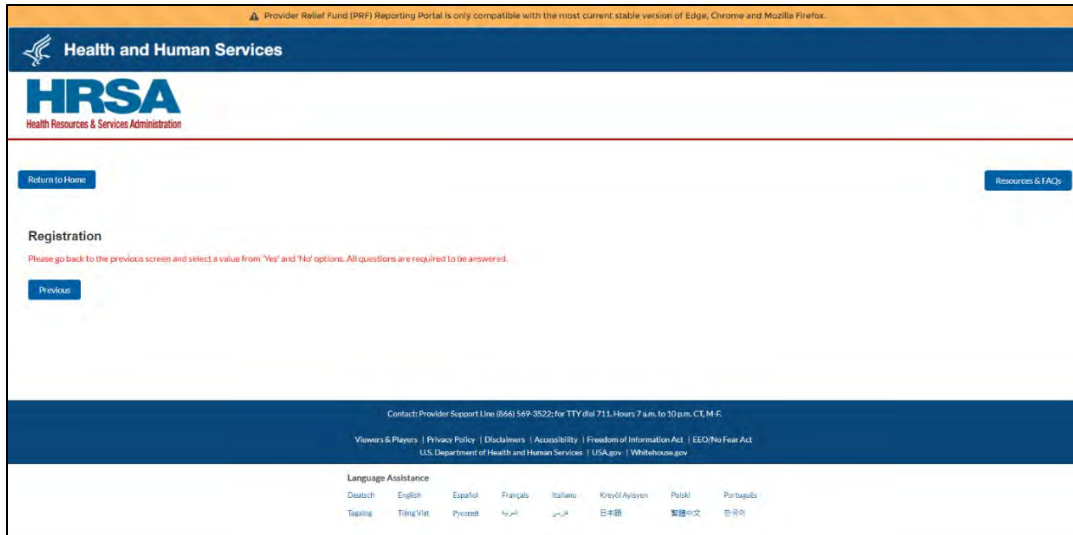 Provider Relief Fund (PRF) Reporting Portal is only compatible with the most current stable version of Edge, Chrome and Mozilla Firefox.
Health and Human Services
HRSA
Health Resources & Services Administration
Return to Home
Resources & FAQs
Registration
Please go back to the previous screen and select a value from 'Yes' and 'No' options. All questions are required to be answered.
Previous
Contact: Provider Support Line (866) 569-3522; for TTY dial 711. Hours 7 a.m. to 10 p.m. CT, M-F.
Viewers & Players | Privacy Policy | Disclaimers | Accessibility | Freedom of Information Act | EEO/No Fear Act
U.S. Department of Health and Human Services | USA.gov | Whitehouse.gov
Language Assistance
Deutsch English Español Français Italiano Kreyòl Ayisyen Polski Português
Tagalog Tiếng Việt Русский العربية فارسی 日本語 繁體中文 한국어